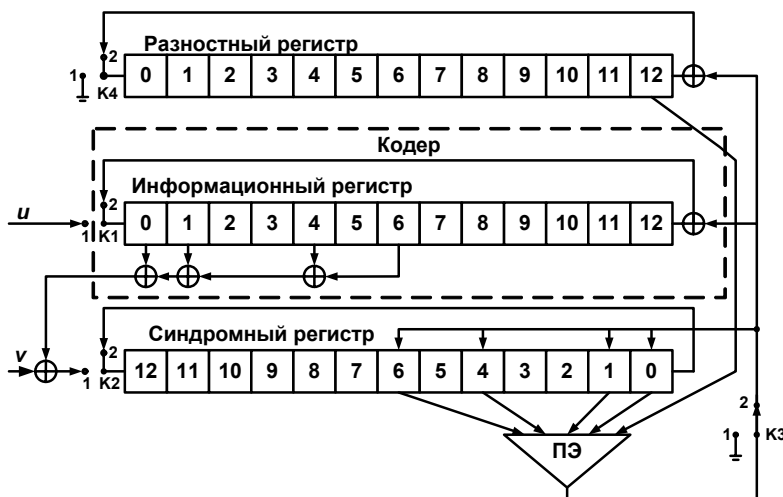 2
Разностный регистр
1
К4
0 1 2 3 4 5 6 7 8 9 10 11 12
Кодер
2
Информационный регистр
u
1
К1
0 1 2 3 4 5 6 7 8 9 10 11 12
Синдромный регистр
2
v
1
К2
12 11 10 9 8 7 6 5 4 3 2 1 0
2
ПЭ
1
К3